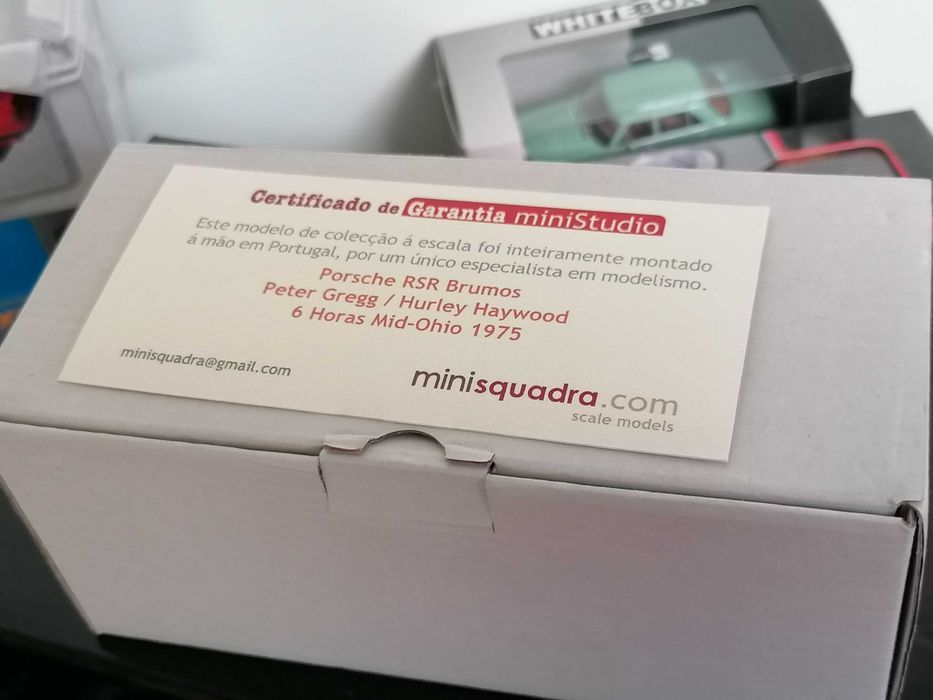 WHITEBOX
Certificado de Garantia miniStudio
Este modelo de colecção á escala foi inteiramente montado
á mão em Portugal, por um único especialista em modelismo.
Porsche RSR Brumos
Peter Gregg / Hurley Haywood
6 Horas Mid-Ohio 1975
minisquadra@gmail.com
minisquadra.com
scale models